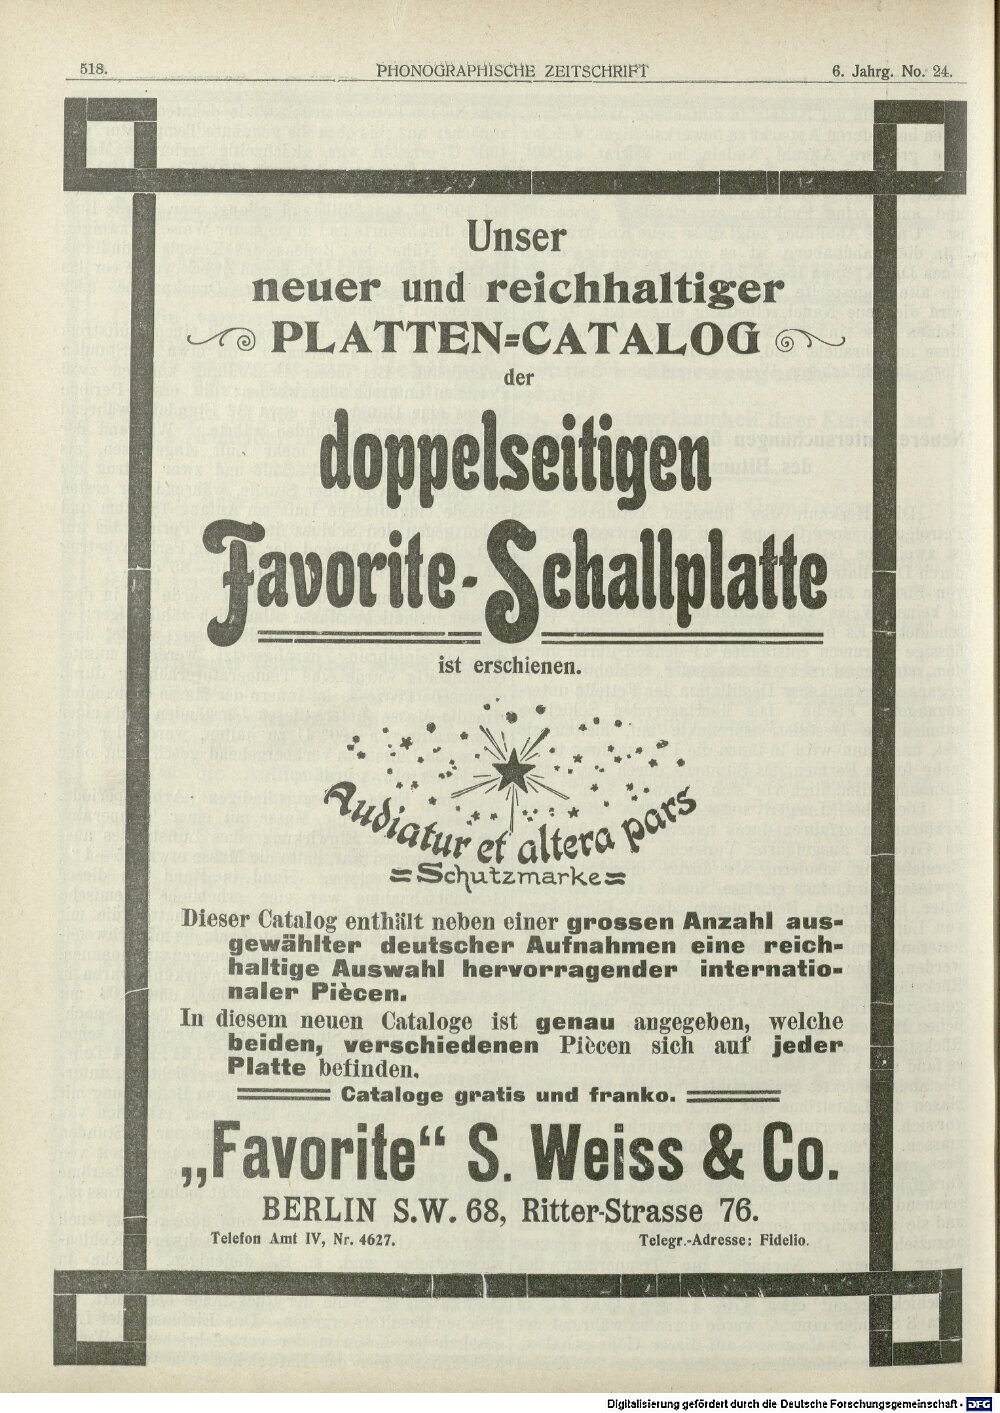 518.
PHONOGRAPHISCHE ZEITSCHRIFT
6. Jahrg. No. 24.
Unser
neuer und reichhaltiger
PLATTEN=CATALOG
der
doppelseitigen
Favorite-Schallplatte
ist erschienen.
Audiatur et altera pars
=Schutzmarke=
Dieser Catalog enthält neben einer grossen Anzahl aus-
gewählter deutscher Aufnahmen eine reich-
haltige Auswahl hervorragender internatio-
naler Piècen.
In diesem neuen Cataloge ist genau angegeben, welche
beiden, verschiedenen Piècen sich auf jeder
Platte befinden.
Cataloge gratis und franko.
„Favorite“ S. Weiss & Co.
BERLIN S.W. 68, Ritter-Strasse 76.
Telefon Amt IV, Nr. 4627.
Telegr.-Adresse: Fidelio.
Digitalisierung gefördert durch die Deutsche Forschungsgemeinschaft - DFG